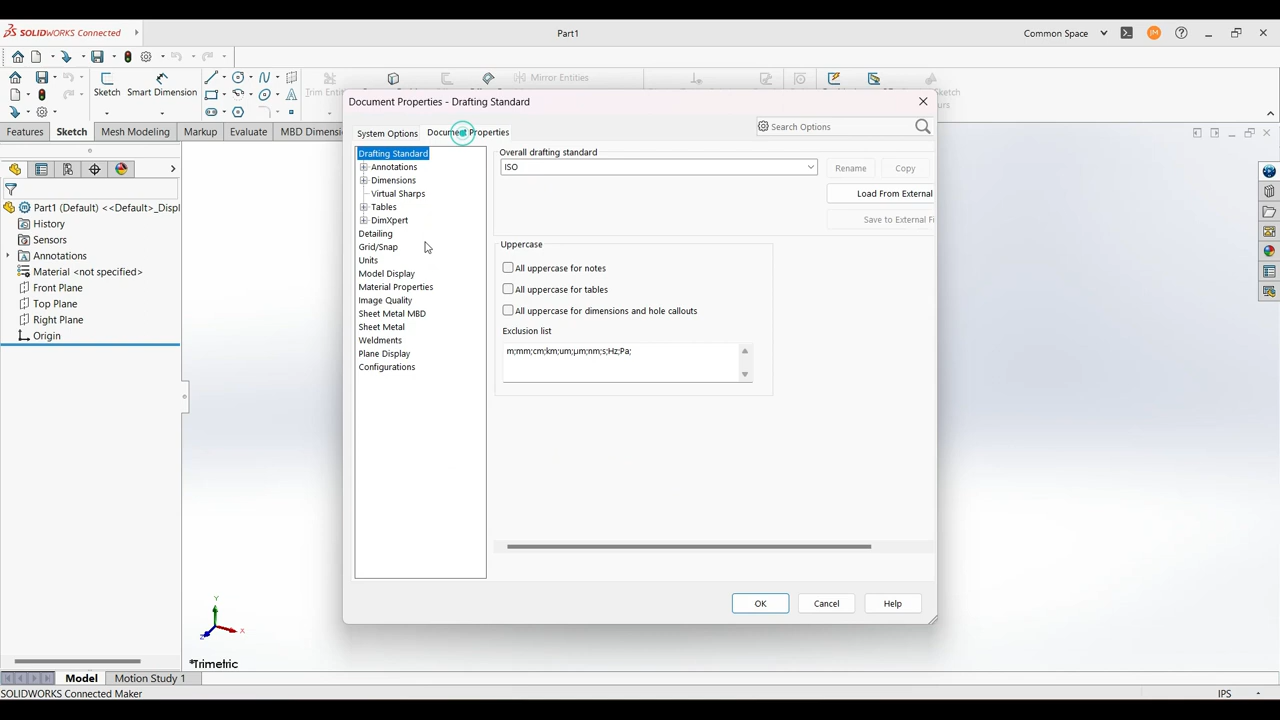 SOLIDWORKS Connected
Part1
Common Space
IM
Sketch
Smart Dimension
Trim Entities
Mirror Entities
Features
Sketch
Mesh Modeling
Markup
Evaluate
MBD Dimensi
Document Properties - Drafting Standard
System Options
Document Properties
Search Options
Part1 (Default) <<Default>_Displ
History
Sensors
Annotations
Material <not specified>
Front Plane
Top Plane
Right Plane
Origin
Drafting Standard
Annotations
Dimensions
Virtual Sharps
Tables
DimXpert
Detailing
Grid/Snap
Units
Model Display
Material Properties
Image Quality
Sheet Metal MBD
Sheet Metal
Weldments
Plane Display
Configurations
Overall drafting standard
ISO
Rename
Copy
Load From External
Save to External Fi
Uppercase
All uppercase for notes
All uppercase for tables
All uppercase for dimensions and hole callouts
Exclusion list
m;mm;cm;km;um;µm;nm;s;Hz;Pa;
OK
Cancel
Help
Y
X
Z
*Trimetric
Model
Motion Study 1
SOLIDWORKS Connected Maker
IPS